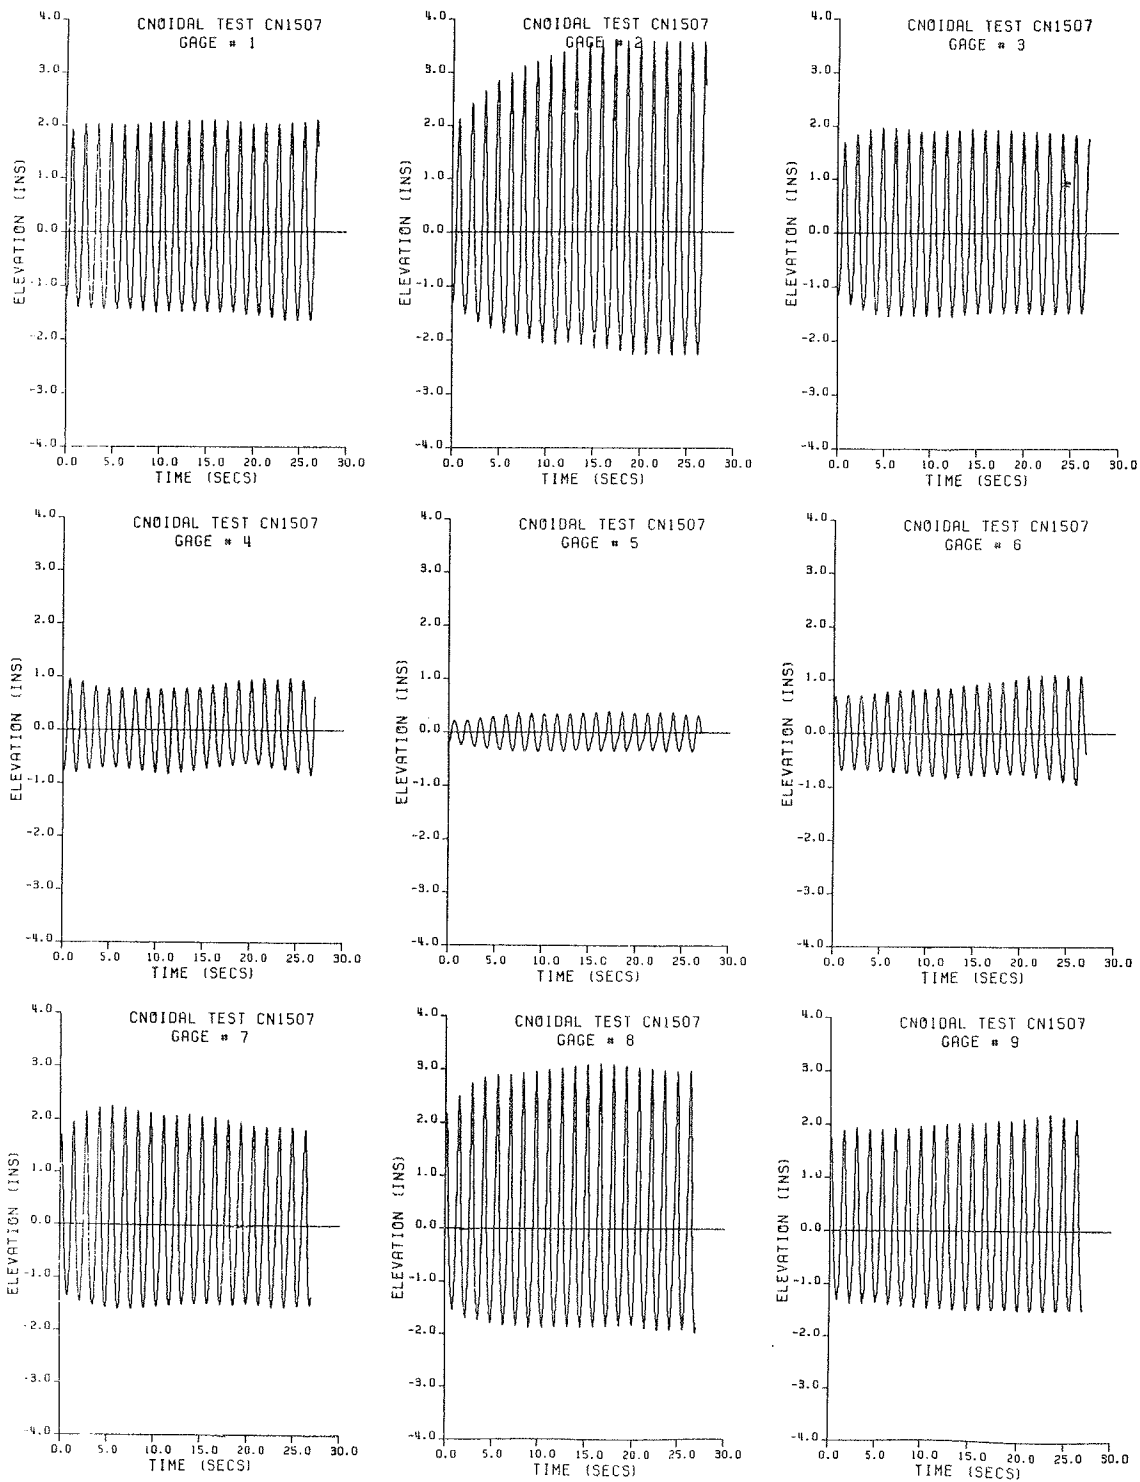 CNOIDAL TEST CN1507
GAGE # 1
4.0
3.0
2.0
1.0
0.0
-1.0
-2.0
-3.0
-4.0
ELEVATION (INS)
0.0 5.0 10.0 15.0 20.0 25.0 30.0
TIME (SECS)
CNOIDAL TEST CN1507
GAGE # 2
4.0
3.0
2.0
1.0
0.0
-1.0
-2.0
-3.0
-4.0
ELEVATION (INS)
0.0 5.0 10.0 15.0 20.0 25.0 30.0
TIME (SECS)
CNOIDAL TEST CN1507
GAGE # 3
4.0
3.0
2.0
1.0
0.0
-1.0
-2.0
-3.0
-4.0
ELEVATION (INS)
0.0 5.0 10.0 15.0 20.0 25.0 30.0
TIME (SECS)
CNOIDAL TEST CN1507
GAGE # 4
4.0
3.0
2.0
1.0
0.0
-1.0
-2.0
-3.0
-4.0
ELEVATION (INS)
0.0 5.0 10.0 15.0 20.0 25.0 30.0
TIME (SECS)
CNOIDAL TEST CN1507
GAGE # 5
4.0
3.0
2.0
1.0
0.0
-1.0
-2.0
-3.0
-4.0
ELEVATION (INS)
0.0 5.0 10.0 15.0 20.0 25.0 30.0
TIME (SECS)
CNOIDAL TEST CN1507
GAGE # 6
4.0
3.0
2.0
1.0
0.0
-1.0
-2.0
-3.0
-4.0
ELEVATION (INS)
0.0 5.0 10.0 15.0 20.0 25.0 30.0
TIME (SECS)
CNOIDAL TEST CN1507
GAGE # 7
4.0
3.0
2.0
1.0
0.0
-1.0
-2.0
-3.0
-4.0
ELEVATION (INS)
0.0 5.0 10.0 15.0 20.0 25.0 30.0
TIME (SECS)
CNOIDAL TEST CN1507
GAGE # 8
4.0
3.0
2.0
1.0
0.0
-1.0
-2.0
-3.0
-4.0
ELEVATION (INS)
0.0 5.0 10.0 15.0 20.0 25.0 30.0
TIME (SECS)
CNOIDAL TEST CN1507
GAGE # 9
4.0
3.0
2.0
1.0
0.0
-1.0
-2.0
-3.0
-4.0
ELEVATION (INS)
0.0 5.0 10.0 15.0 20.0 25.0 30.0
TIME (SECS)